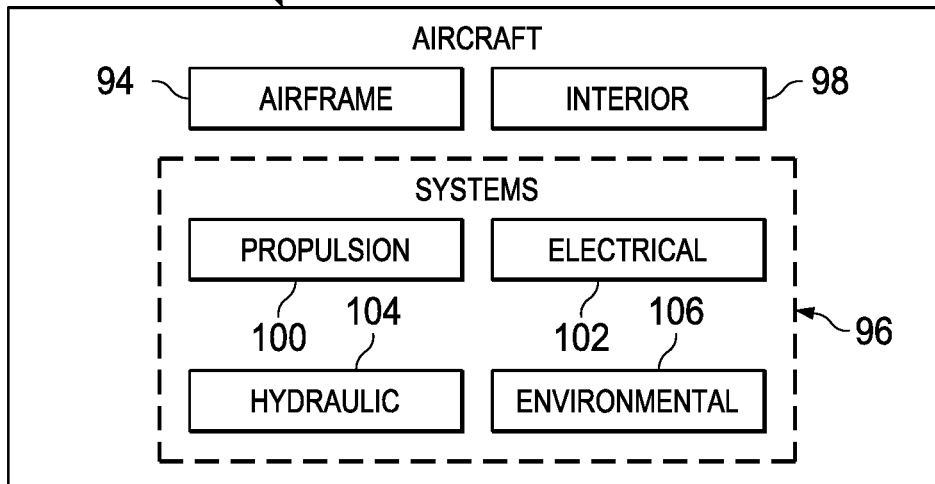 AIRCRAFT
94 AIRFRAME INTERIOR 98
SYSTEMS
PROPULSION ELECTRICAL
100 104 102 106 96
HYDRAULIC ENVIRONMENTAL